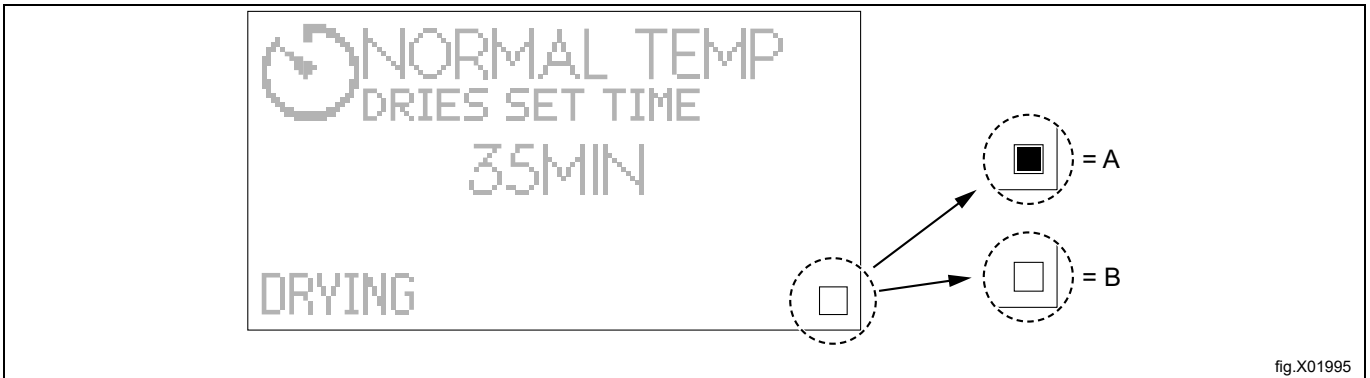 NORMAL TEMP
DRIES SET TIME
35MIN
DRYING
= A
= B
fig.X01995